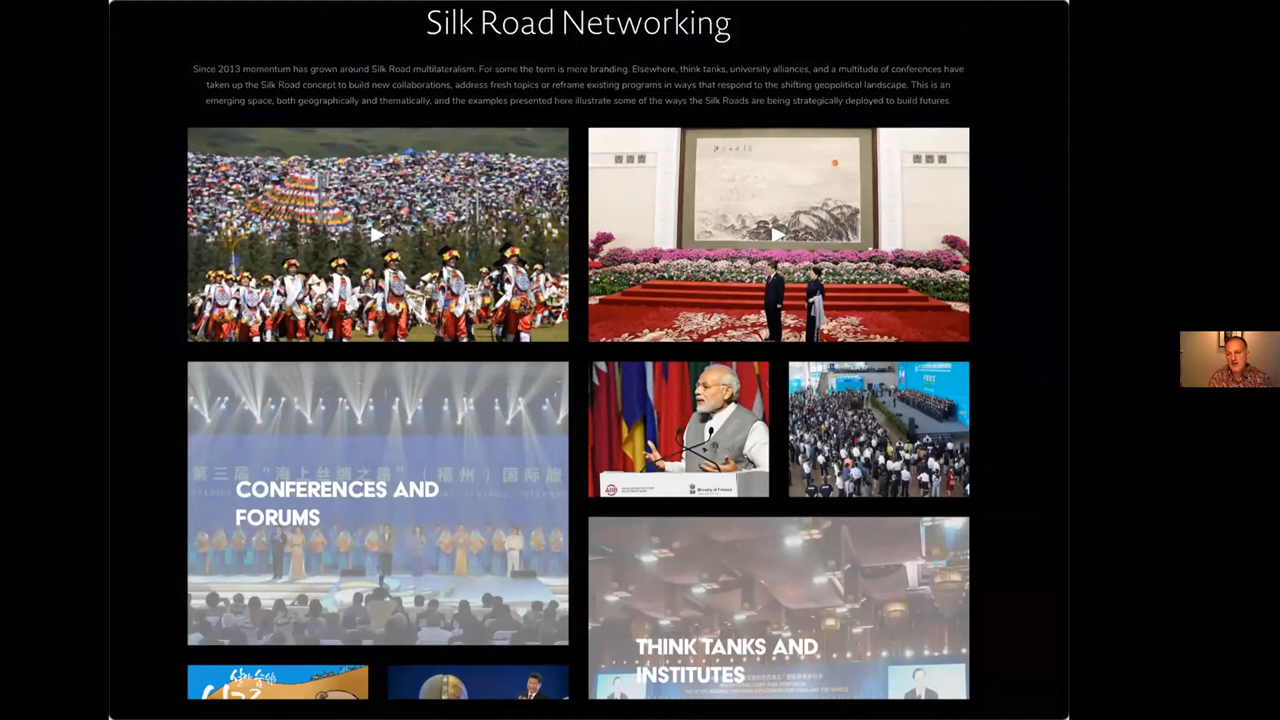 Silk Road Networking
Since 2013 momentum has grown around Silk Road multilateralism. For some the term is mere branding. Elsewhere, think tanks, university alliances, and a multitude of conferences have
taken up the Silk Road concept to build new collaborations, address fresh topics or reframe existing programs in ways that respond to the shifting geopolitical landscape. This is an
emerging space, both geographically and thematically, and the examples presented here illustrate some of the ways the Silk Roads are being strategically deployed to build futures.
第三届“海上丝绸之路”（福州）国际旅
CONFERENCES AND
FORUMS
Ministry of Finance
THINK TANKS AND
INSTITUTES